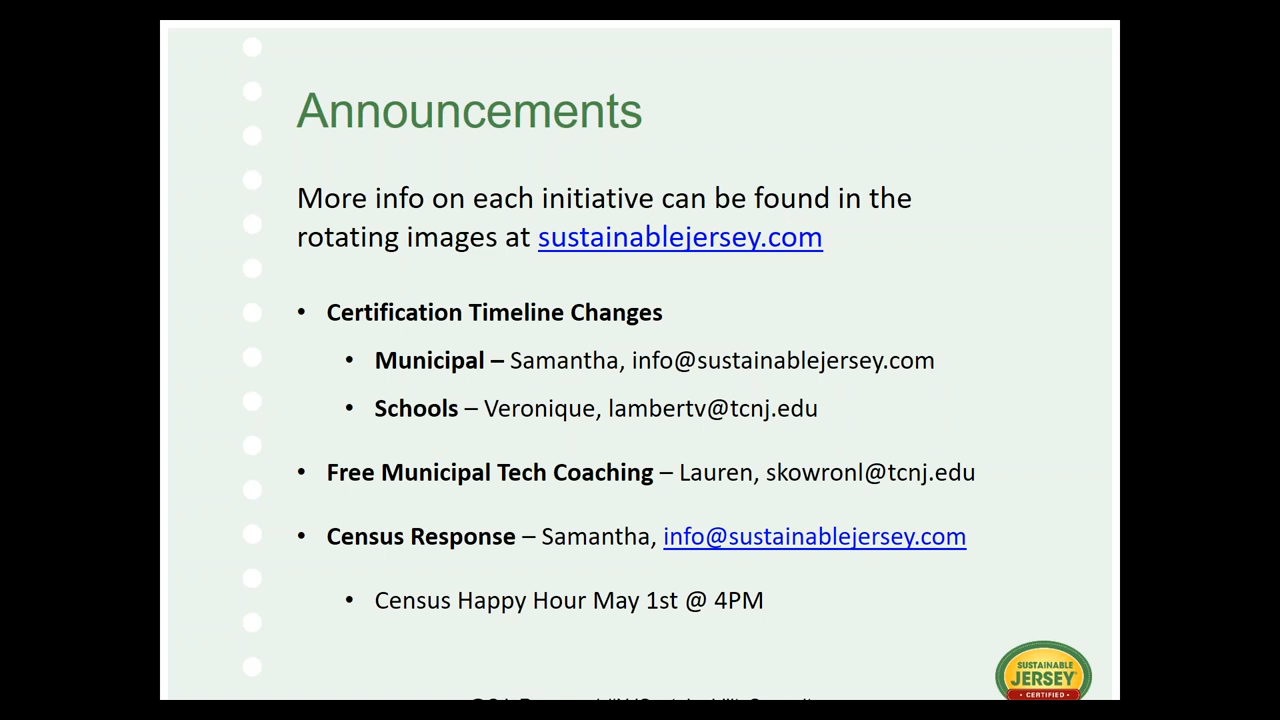 Announcements
More info on each initiative can be found in the
rotating images at sustainablejersey.com
• Certification Timeline Changes
• Municipal – Samantha, info@sustainablejersey.com
• Schools – Veronique, lambertv@tcnj.edu
• Free Municipal Tech Coaching – Lauren, skowronl@tcnj.edu
• Census Response – Samantha, info@sustainablejersey.com
• Census Happy Hour May 1st @ 4PM
SUSTAINABLE
JERSEY
• CERTIFIED •